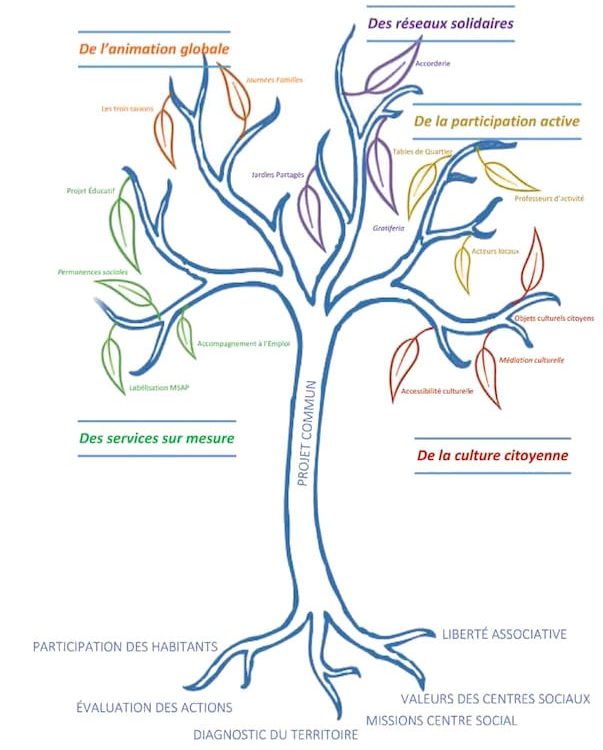 Des réseaux solidaires
De l'animation globale
Accorderie
Journées Familles
Les trois saisons
De la participation active
Tables de Quartier
Jardins Partagés
Projet Éducatif
Professeurs d'activité
Gratiferia
Acteurs locaux
Permanences sociales
Objets culturels citoyens
Accompagnement à l'Emploi
Médiation culturelle
Labélisation MSAP
Accessibilité culturelle
Des services sur mesure
De la culture citoyenne
PROJET COMMUN
LIBERTÉ ASSOCIATIVE
PARTICIPATION DES HABITANTS
VALEURS DES CENTRES SOCIAUX
ÉVALUATION DES ACTIONS
MISSIONS CENTRE SOCIAL
DIAGNOSTIC DU TERRITOIRE